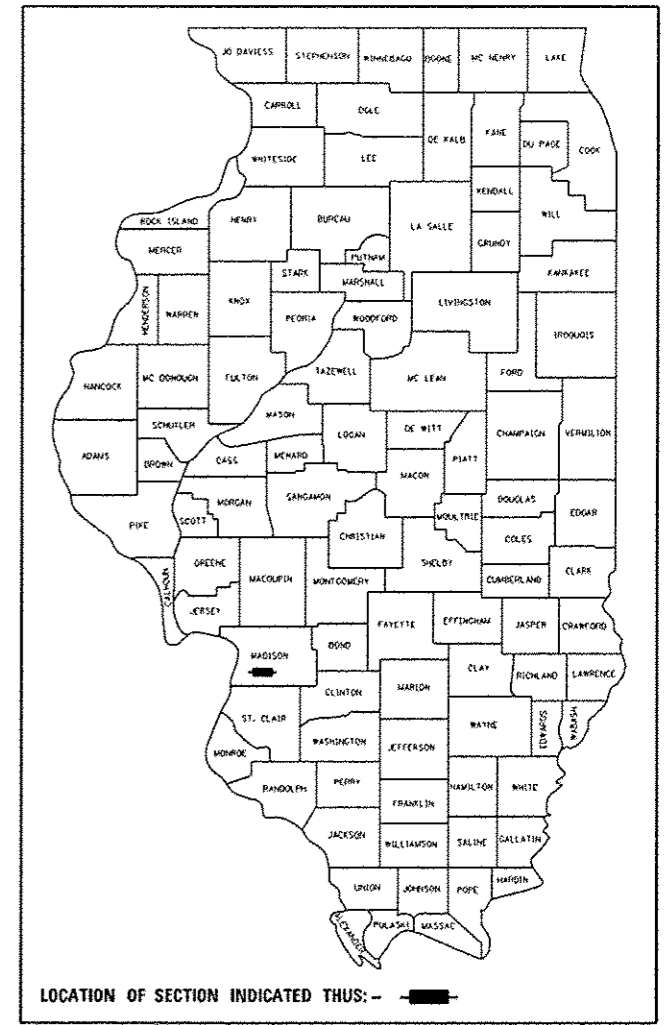 JO DAVIESS STEPHENSON WINNEBAGO BOONE MC HENRY LAKE
CARROLL OGLE DE KALB KANE DU PAGE COOK
WHITESIDE LEE KENDALL WILL
ROCK ISLAND HENRY BUREAU LA SALLE GRUNDY
MERCER PUTNAM KANKAKEE
HENDERSON WARREN KNOX STARK MARSHALL LIVINGSTON
PEORIA WOODFORD IROQUOIS
HANCOCK MC DONOUGH FULTON TAZEWELL MC LEAN FORD
SCHUYLER MASON LOGAN DE WITT CHAMPAIGN VERMILION
ADAMS BROWN CASS MENARD MACON PIATT
PIKE SCOTT MORGAN SANGAMON MOULTRIE DOUGLAS EDGAR
CHRISTIAN COLES
CALHOUN GREENE MACOUPIN MONTGOMERY SHELBY CUMBERLAND CLARK
JERSEY FAYETTE EFFINGHAM JASPER CRAWFORD
MADISON BOND CLAY RICHLAND LAWRENCE
CLINTON MARION
ST. CLAIR WAYNE EDWARDS WABASH
MONROE WASHINGTON JEFFERSON
RANDOLPH PERRY HAMILTON WHITE
FRANKLIN
JACKSON WILLIAMSON SALINE GALLATIN
UNION JOHNSON POPE HARDIN
ALEXANDER PULASKI MASSAC
LOCATION OF SECTION INDICATED THUS: -